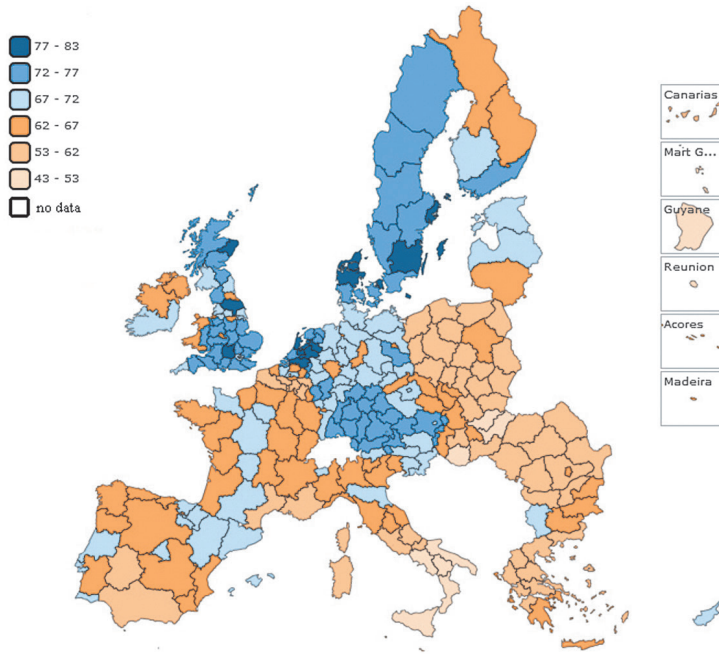 77 - 83
72 - 77
67 - 72
62 - 67
53 - 62
43 - 53
no data
Canarias
Mart G...
Guyane
Reunion
Acores
Madeira